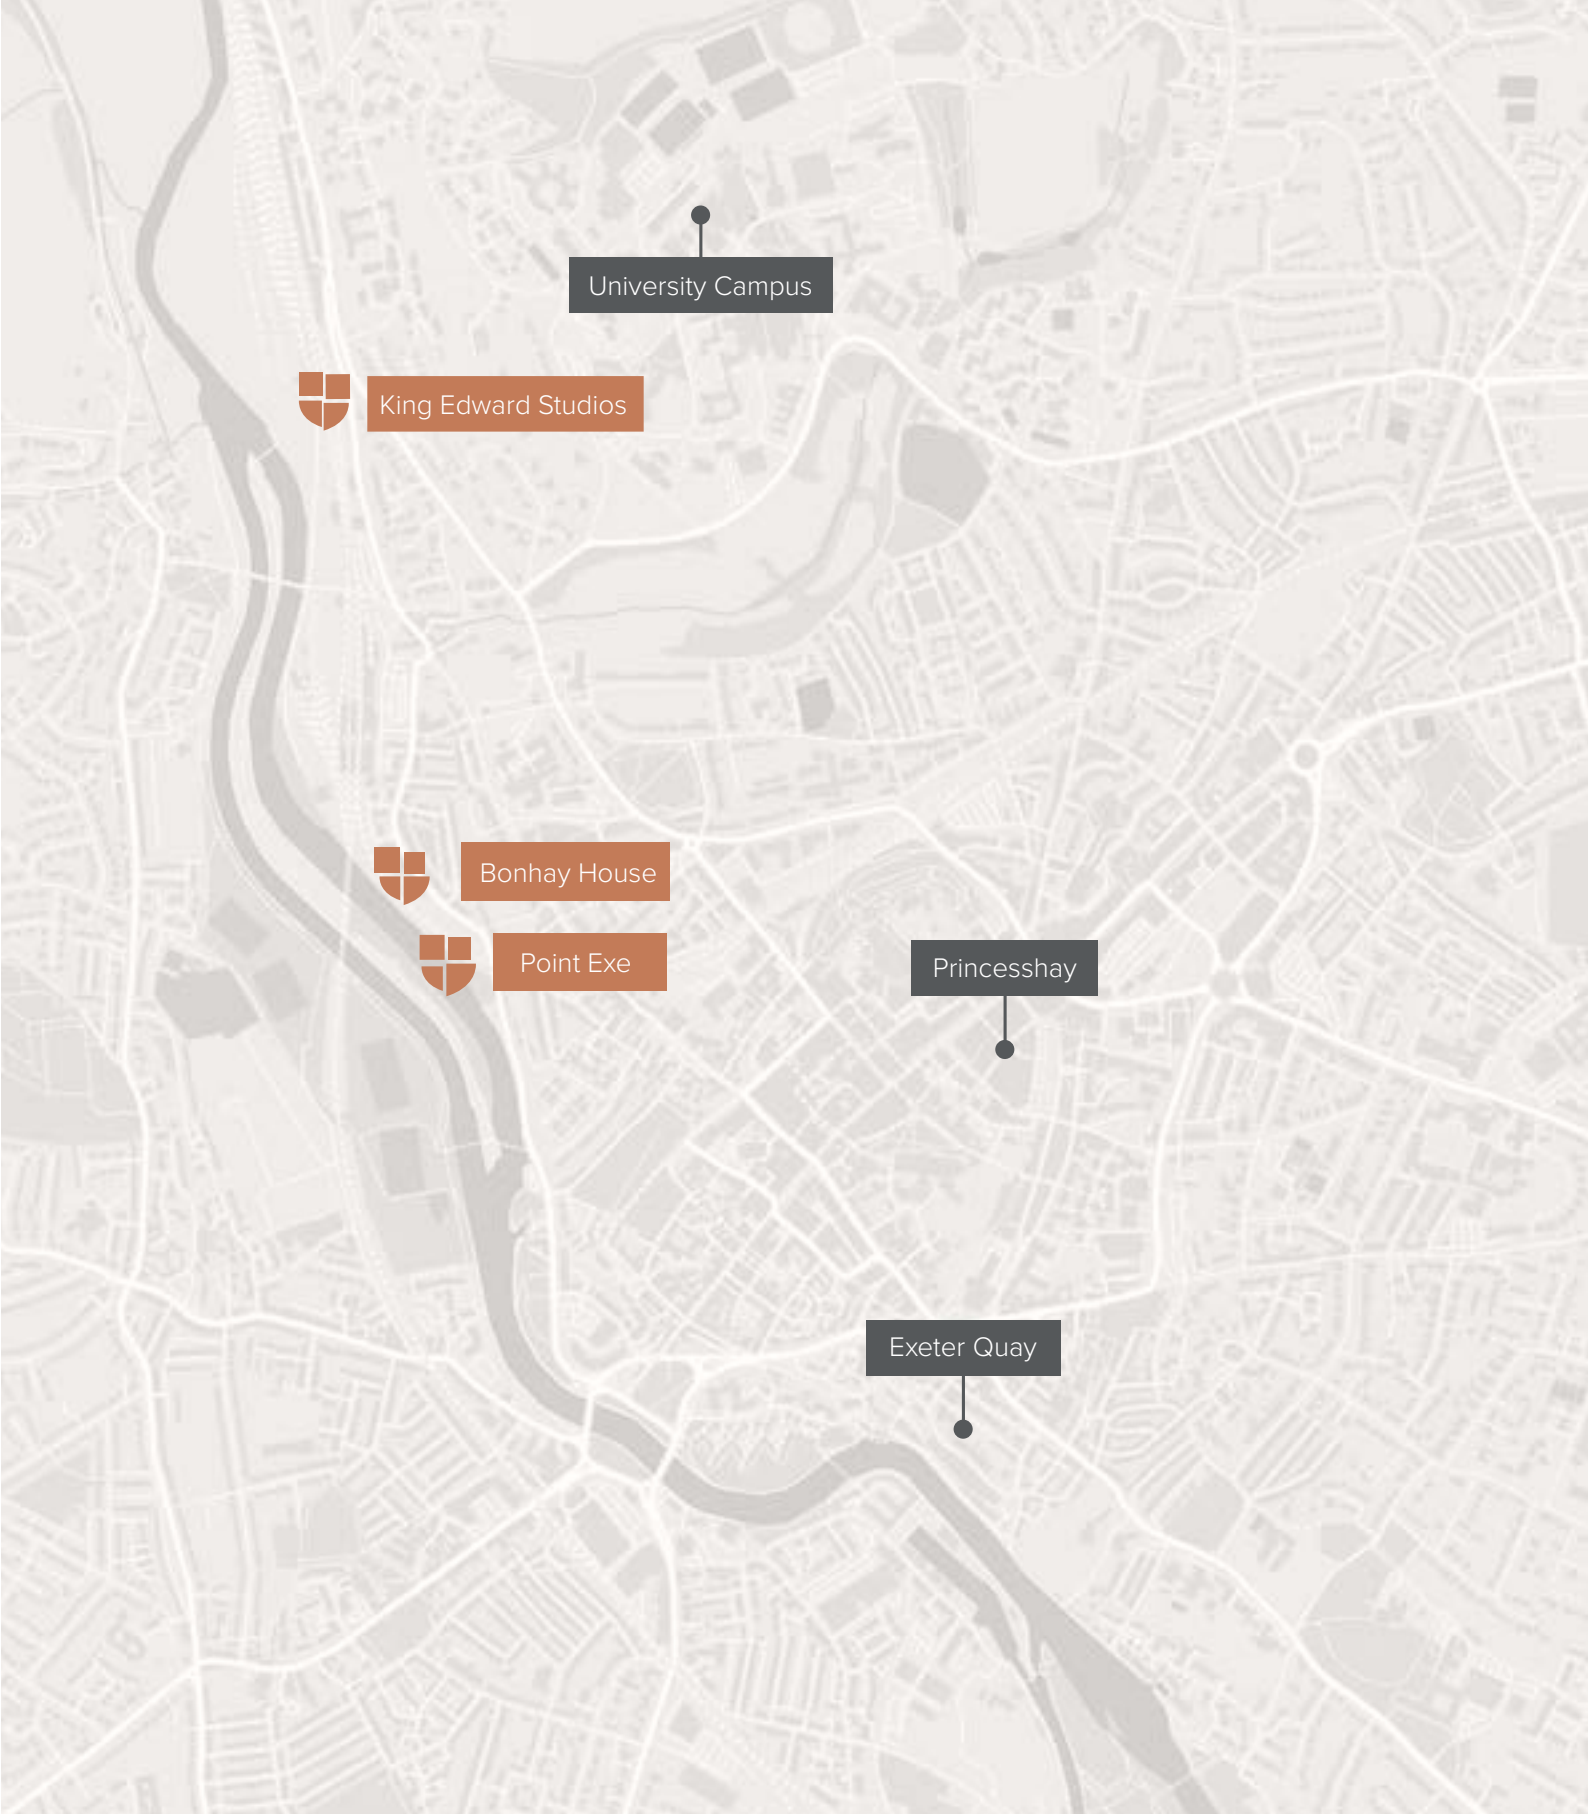 University Campus
King Edward Studios
Bonhay House
Point Exe
Princesshay
Exeter Quay